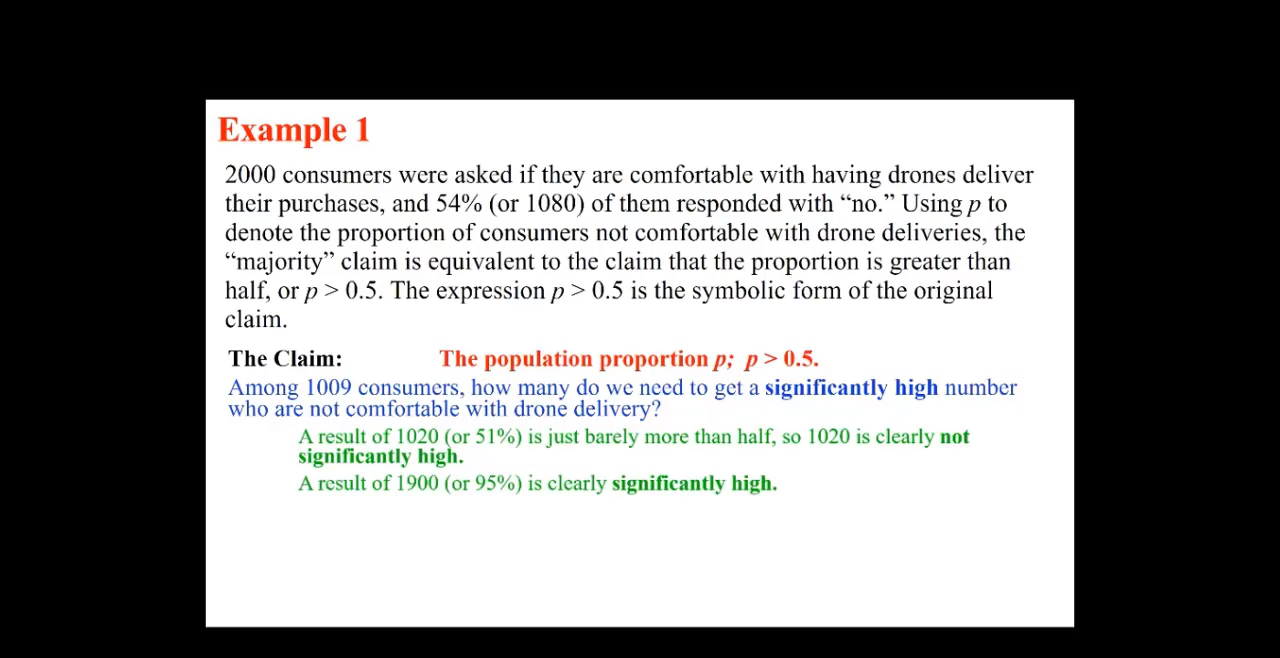 Example 1
2000 consumers were asked if they are comfortable with having drones deliver
their purchases, and 54% (or 1080) of them responded with “no.” Using p to
denote the proportion of consumers not comfortable with drone deliveries, the
“majority” claim is equivalent to the claim that the proportion is greater than
half, or p > 0.5. The expression p > 0.5 is the symbolic form of the original
claim.
The Claim: The population proportion p; p > 0.5.
Among 1009 consumers, how many do we need to get a significantly high number
who are not comfortable with drone delivery?
A result of 1020 (or 51%) is just barely more than half, so 1020 is clearly not
significantly high.
A result of 1900 (or 95%) is clearly significantly high.